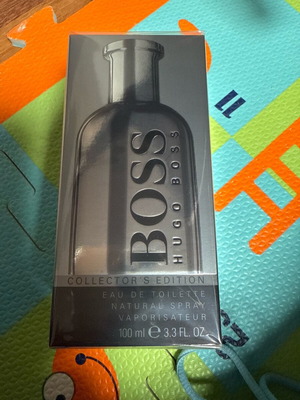 BOSS
HUGO BOSS
COLLECTOR'S EDITION
EAU DE TOILETTE
NATURAL SPRAY
VAPORISATEUR
100 ml e 3.3 FL. OZ.